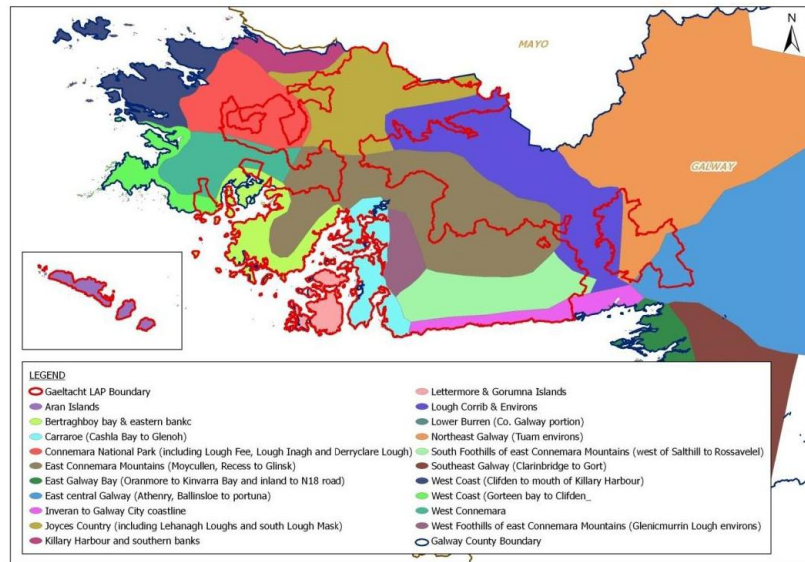 N
MAYO
GALWAY
LEGEND
Gaeltacht LAP Boundary
Aran Islands
Bertraghboy bay & eastern bankc
Carraroe (Cashla Bay to Glenoh)
Connemara National Park (including Lough Fee, Lough Inagh and Derryclare Lough)
East Connemara Mountains (Moycullen, Recess to Glinsk)
East Galway Bay (Oranmore to Kinvarra Bay and inland to N18 road)
East central Galway (Athenry, Ballinsloe to portuna)
Inveran to Galway City coastline
Joyces Country (including Lehanagh Loughs and south Lough Mask)
Killary Harbour and southern banks
Lettermore & Gorumna Islands
Lough Corrib & Environs
Lower Burren (Co. Galway portion)
Northeast Galway (Tuam environs)
South Foothills of east Connemara Mountains (west of Salthill to Rossavelel)
Southeast Galway (Clarinbridge to Gort)
West Coast (Clifden to mouth of Killary Harbour)
West Coast (Gorteen bay to Clifden_
West Connemara
West Foothills of east Connemara Mountains (Glenicmurrin Lough environs)
Galway County Boundary